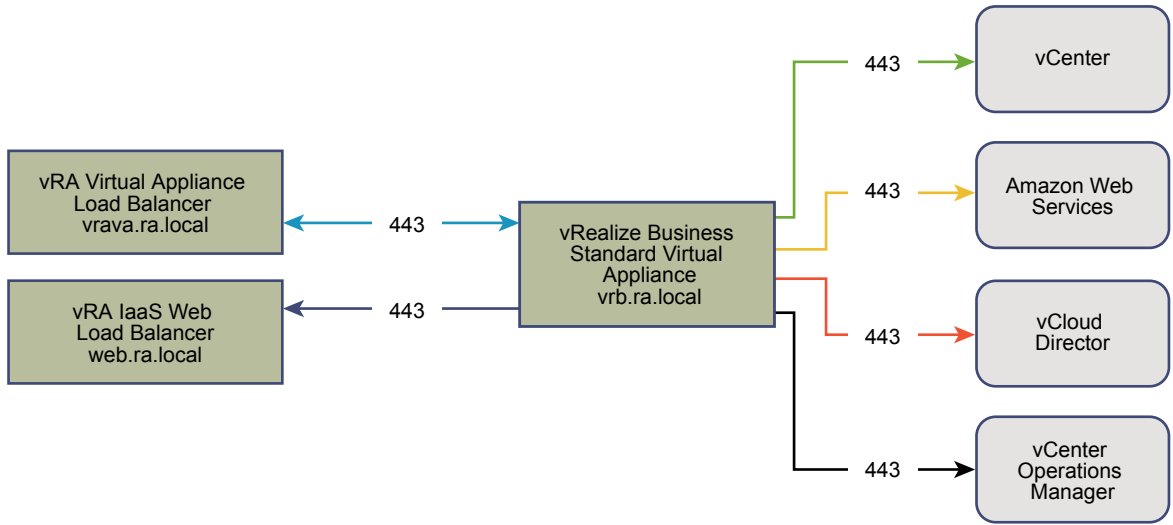 vRA Virtual Appliance
Load Balancer
vrava.ra.local
443
vRA IaaS Web
Load Balancer
web.ra.local
443
vRealize Business
Standard Virtual
Appliance
vrb.ra.local
443
vCenter
443
Amazon Web
Services
443
vCloud
Director
443
vCenter
Operations
Manager